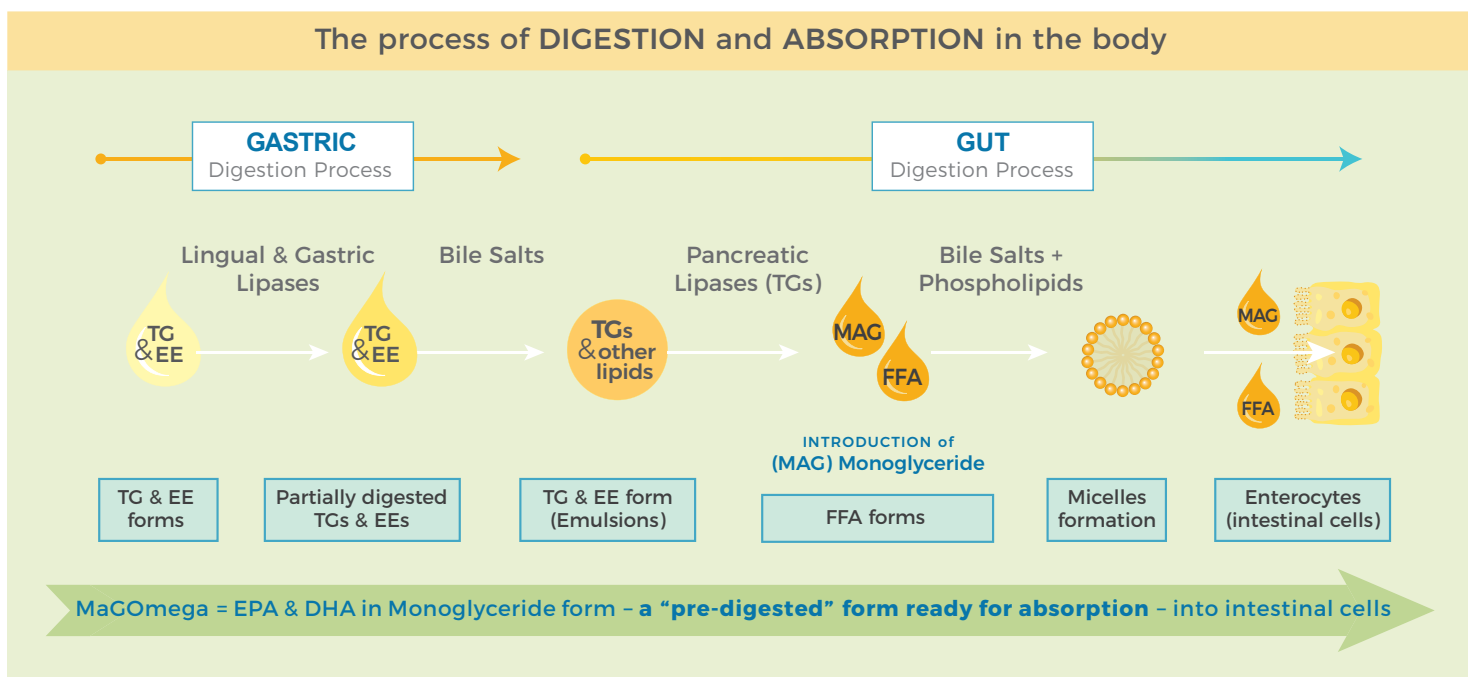 The process of DIGESTION and ABSORPTION in the body
GASTRIC
Digestion Process
GUT
Digestion Process
Lingual & Gastric
Lipases
Bile Salts
Pancreatic
Lipases (TGs)
Bile Salts +
Phospholipids
TG
& EE
TG
& EE
TGs
& other
lipids
MAG
FFA
MAG
FFA
INTRODUCTION of
(MAG) Monoglyceride
TG & EE
forms
Partially digested
TGs & EEs
TG & EE form
(Emulsions)
FFA forms
Micelles
formation
Enterocytes
(intestinal cells)
MaGOmega = EPA & DHA in Monoglyceride form – a “pre-digested” form ready for absorption – into intestinal cells